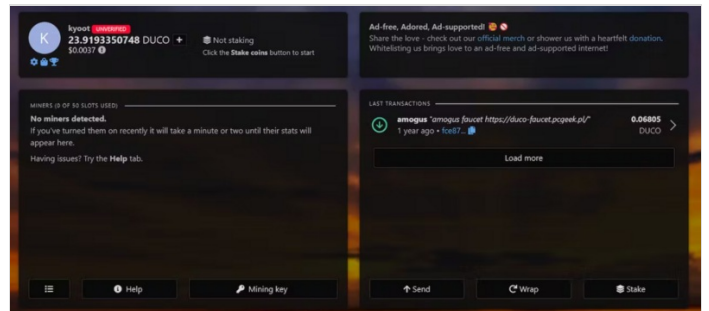 K
kyoot UNVERIFIED
23.9193350748 DUCO +
$0.0037
Not staking
Click the Stake coins button to start
Ad-free, Adored, Ad-supported!
Share the love - check out our official merch or shower us with a heartfelt donation.
Whitelisting us brings love to an ad-free and ad-supported internet!
MINERS (0 OF 50 SLOTS USED)
No miners detected.
If you've turned them on recently it will take a minute or two until their stats will
appear here.
Having issues? Try the Help tab.
Help
Mining key
LAST TRANSACTIONS
amogus "amogus faucet https://duco-faucet.pcgeek.pl/"
1 year ago • fce87...
0.06805
DUCO
Load more
Send
Wrap
Stake